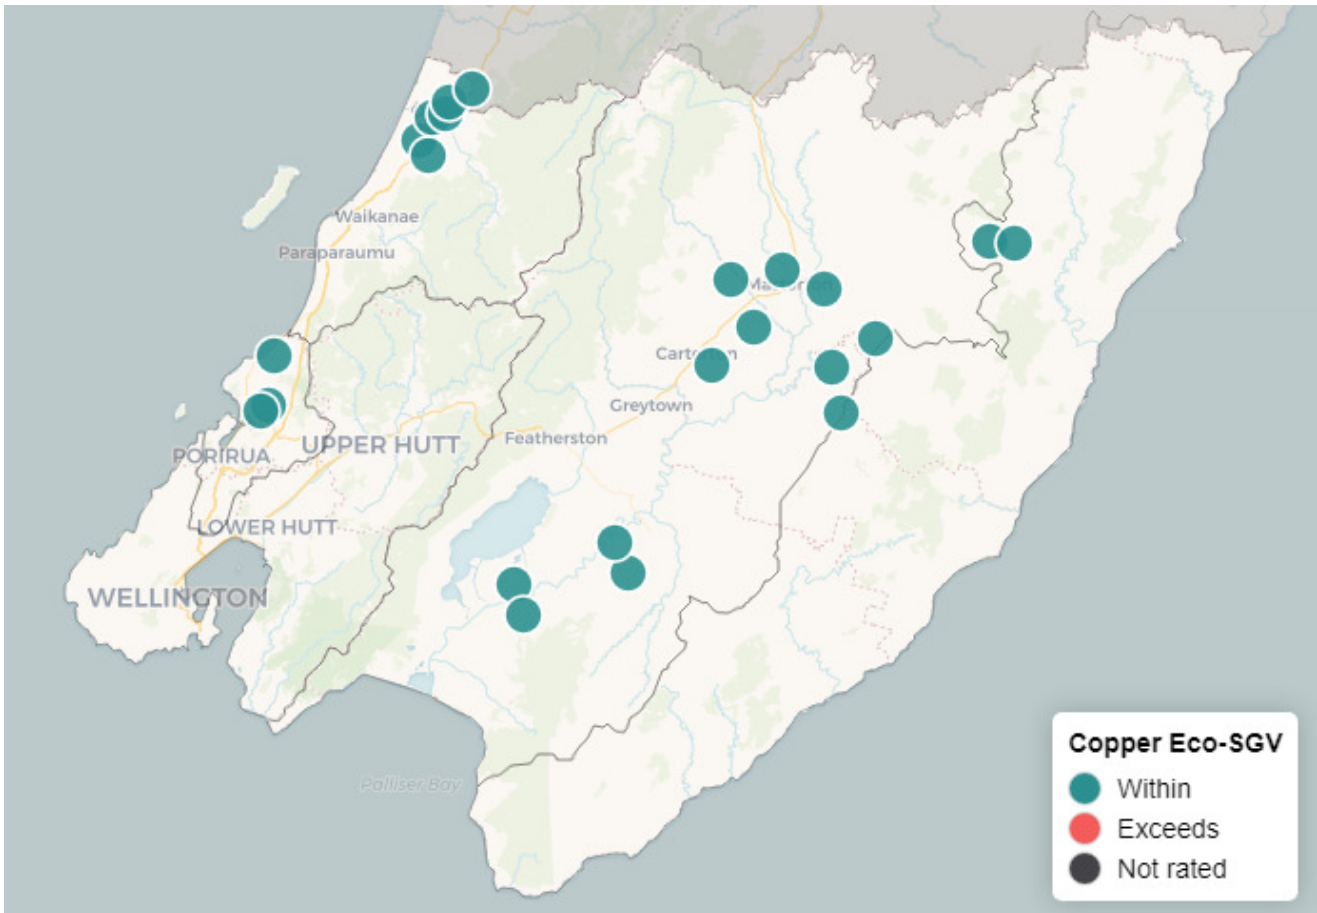 Waikanae
Paraparaumu
Carterton
Greytown
Featherston
UPPER HUTT
PORIRUA
LOWER HUTT
WELLINGTON
Palliser Bay
Copper Eco-SGV
Within
Exceeds
Not rated